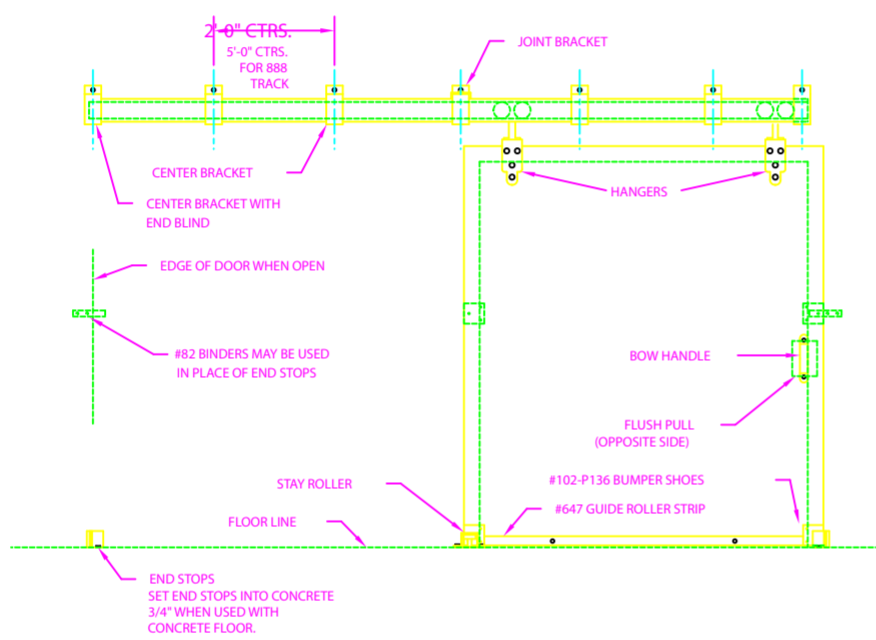 2'-0" CTRS.
5'-0" CTRS.
FOR 888
TRACK
JOINT BRACKET
CENTER BRACKET
CENTER BRACKET WITH
END BLIND
HANGERS
EDGE OF DOOR WHEN OPEN
#82 BINDERS MAY BE USED
IN PLACE OF END STOPS
BOW HANDLE
FLUSH PULL
(OPPOSITE SIDE)
STAY ROLLER
#102-P136 BUMPER SHOES
#647 GUIDE ROLLER STRIP
FLOOR LINE
END STOPS
SET END STOPS INTO CONCRETE
3/4" WHEN USED WITH
CONCRETE FLOOR.